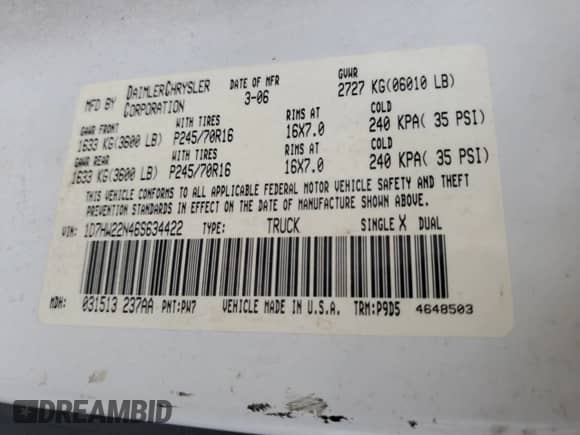 MFD BY DAIMLERCHRYSLER CORPORATION DATE OF MFR 3-06 GVWR 2727 KG(06010 LB)
GAWR FRONT WITH TIRES RIMS AT COLD
1633 KG(3600 LB) P245/70R16 16X7.0 240 KPA( 35 PSI)
GAWR REAR WITH TIRES RIMS AT COLD
1633 KG(3600 LB) P245/70R16 16X7.0 240 KPA( 35 PSI)
THIS VEHICLE CONFORMS TO ALL APPLICABLE FEDERAL MOTOR VEHICLE SAFETY AND THEFT
PREVENTION STANDARDS IN EFFECT ON THE DATE OF MANUFACTURE SHOWN ABOVE.
VIN: 1D7HW22N46S634422 TYPE: TRUCK SINGLE X DUAL
MDH: 031513 237AA PNT:PW7 VEHICLE MADE IN U.S.A. TRM:P9D5 4648503
DREAMBID